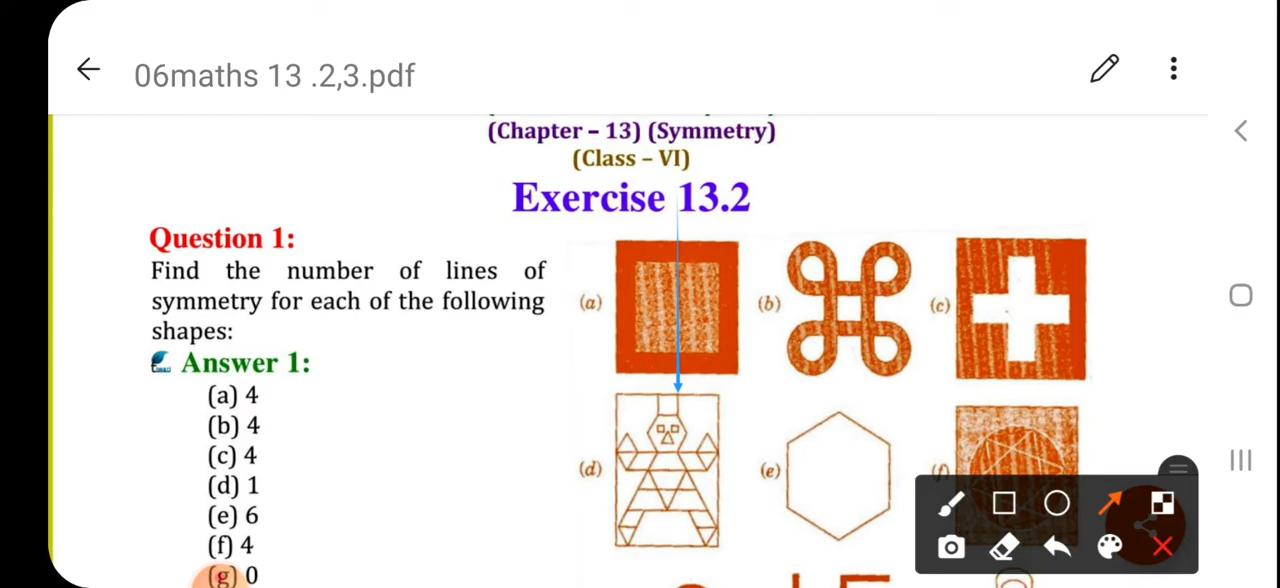 06maths 13 .2,3.pdf
(Chapter – 13) (Symmetry)
(Class – VI)
Exercise 13.2
Question 1:
Find the number of lines of
symmetry for each of the following
shapes:
Answer 1:
(a) 4
(b) 4
(c) 4
(d) 1
(e) 6
(f) 4
(g) 0
(a)
(b)
(c)
(d)
(e)
(f)